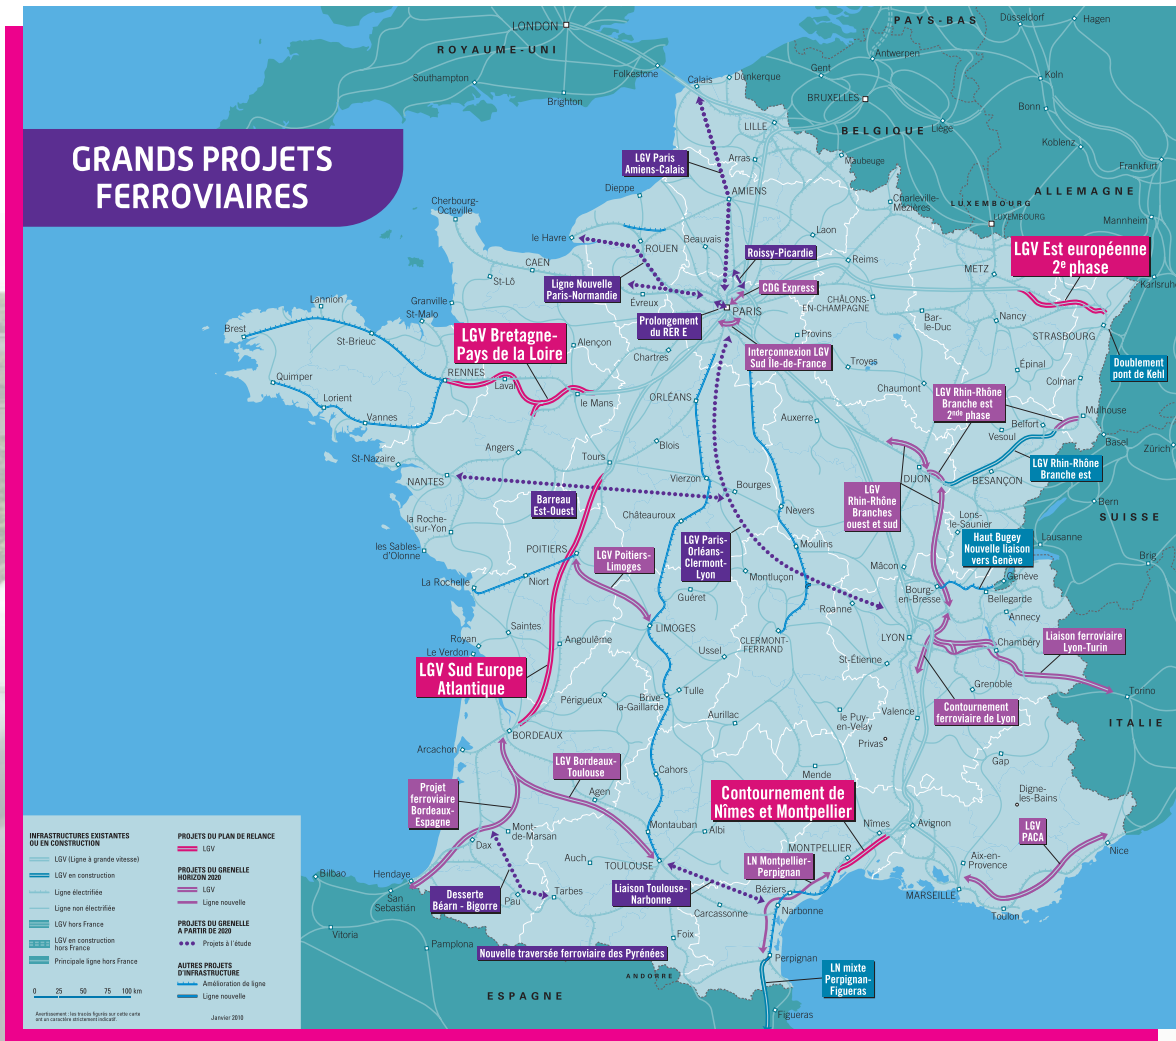 GRANDS PROJETS
FERROVIAIRES
LONDON
ROYAUME-UNI
Southampton
Folkestone
Brighton
Calais
Dunkerque
PAYS-BAS
Düsseldorf
Hagen
Antwerpen
Gent
Koln
BRUXELLES
Bonn
BELGIQUE
Liège
Koblenz
LILLE
Maubeuge
Frankfurt
LGV Paris
Amiens-Calais
Arras
AMIENS
Dieppe
Charleville-
Mézières
ALLEMAGNE
LUXEMBOURG
LUXEMBOURG
Mannheim
Cherbourg-
Octeville
le Havre
ROUEN
Beauvais
Laon
Roissy-Picardie
Reims
LGV Est européenne
2e phase
METZ
Karlsruhe
CAEN
St-Lô
Ligne Nouvelle
Paris-Normandie
Évreux
CDG Express
CHÂLONS-
EN-CHAMPAGNE
Lannion
Granville
St-Malo
PARIS
Prolongement
du RER E
Bar-
le-Duc
Nancy
STRASBOURG
Brest
St-Brieuc
LGV Bretagne-
Pays de la Loire
Alençon
Chartres
Provins
Interconnexion LGV
Sud Île-de-France
Troyes
Épinal
Doublement
pont de Kehl
Colmar
Quimper
RENNES
Laval
le Mans
ORLÉANS
Chaumont
LGV Rhin-Rhône
Branche est
2nde phase
Mulhouse
Lorient
Vannes
Auxerre
Belfort
Vesoul
Basel
Zürich
Angers
Blois
Tours
St-Nazaire
NANTES
Vierzon
Bourges
DIJON
BESANÇON
LGV Rhin-Rhône
Branche est
Barreau
Est-Ouest
LGV
Rhin-Rhône
Branches
ouest et sud
Bern
SUISSE
la Roche-
sur-Yon
Châteauroux
Nevers
Lons-
le-Saunier
Haut Bugey
Nouvelle liaison
vers Genève
Lausanne
les Sables-
d'Olonne
POITIERS
LGV Poitiers-
Limoges
LGV Paris-
Orléans-
Clermont-
Lyon
Moulins
Mâcon
Brig
La Rochelle
Niort
Montluçon
Guéret
Roanne
Bourg-
en-Bresse
Genève
Bellegarde
Annecy
Saintes
Royan
Le Verdon
Angoulême
LIMOGES
Ussel
CLERMONT-
FERRAND
LYON
Chambéry
Liaison ferroviaire
Lyon-Turin
St-Étienne
LGV Sud Europe
Atlantique
Périgueux
Tulle
Brive-
la-Gaillarde
Aurillac
le Puy-
en-Velay
Grenoble
Contournement
ferroviaire de Lyon
Valence
Privas
Torino
ITALIE
BORDEAUX
Arcachon
LGV Bordeaux-
Toulouse
Cahors
Mende
Gap
Projet
ferroviaire
Bordeaux-
Espagne
Agen
Contournement de
Nîmes et Montpellier
Digne-
les-Bains
Mont-
de-Marsan
Dax
Montauban
Albi
Nîmes
Avignon
LGV
PACA
Nice
Auch
TOULOUSE
MONTPELLIER
LN Montpellier-
Perpignan
Aix-en-
Provence
MARSEILLE
Toulon
Bilbao
Hendaye
San
Sebastián
Desserte
Béarn - Bigorre
Pau
Tarbes
Liaison Toulouse-
Narbonne
Carcassonne
Béziers
Narbonne
Vitoria
Pamplona
Foix
Nouvelle traversée ferroviaire des Pyrénées
Perpignan
LN mixte
Perpignan-
Figueras
ANDORRE
ESPAGNE
Figueras
INFRASTRUCTURES EXISTANTES
OU EN CONSTRUCTION
LGV (Ligne à grande vitesse)
LGV en construction
Ligne électrifiée
Ligne non électrifiée
LGV hors France
LGV en construction
hors France
Principale ligne hors France
0 25 50 75 100 km
Avertissement : les tracés figurés sur cette carte
ont un caractère strictement indicatif.
PROJETS DU PLAN DE RELANCE
LGV
PROJETS DU GRENELLE
HORIZON 2020
LGV
Ligne nouvelle
PROJETS DU GRENELLE
A PARTIR DE 2020
Projets à l'étude
AUTRES PROJETS
D'INFRASTRUCTURE
Amélioration de ligne
Ligne nouvelle
Janvier 2010